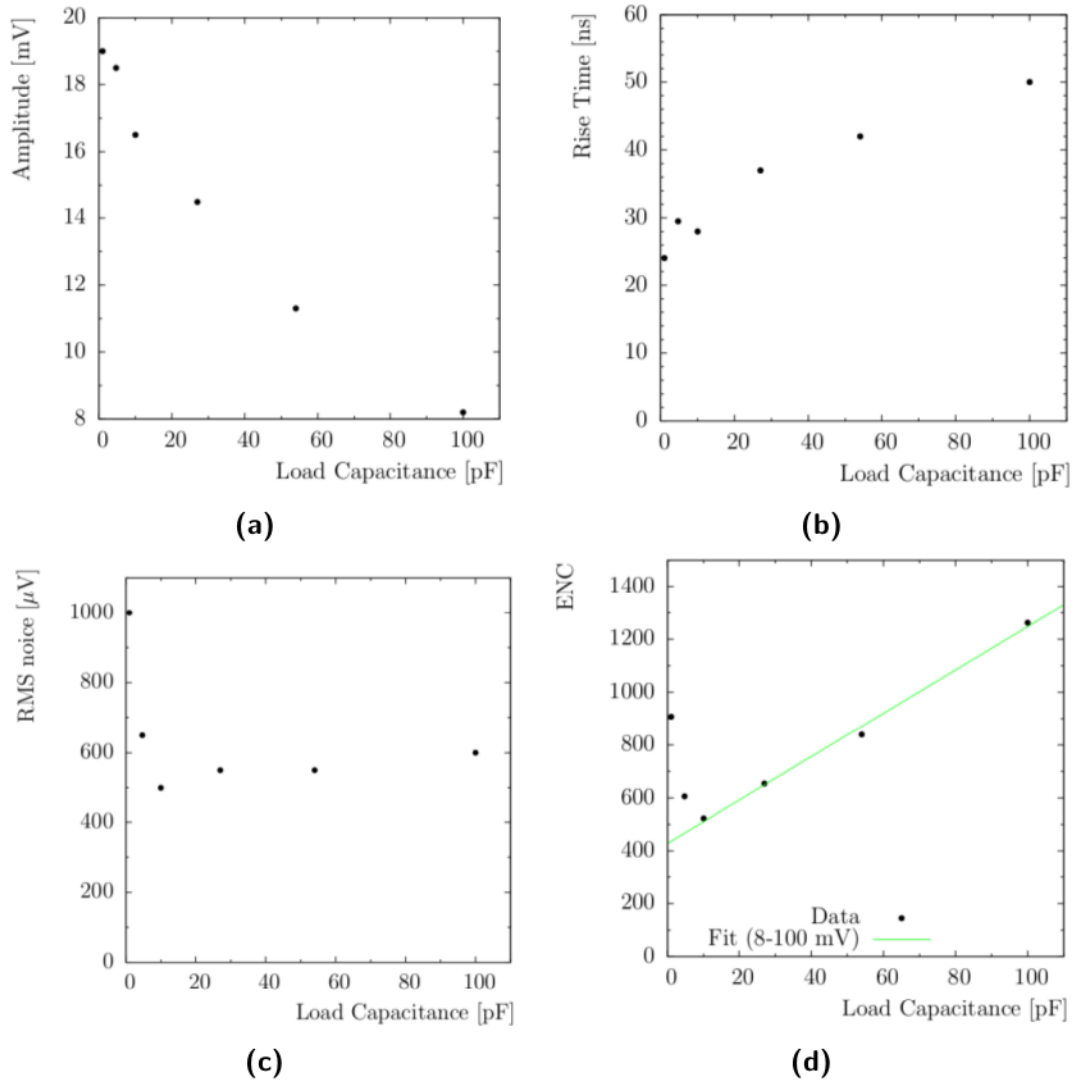 Amplitude [mV]
20
18
16
14
12
10
8
0 20 40 60 80 100
Load Capacitance [pF]
(a)
Rise Time [ns]
60
50
40
30
20
10
0
0 20 40 60 80 100
Load Capacitance [pF]
(b)
RMS noice [μV]
1000
800
600
400
200
0
0 20 40 60 80 100
Load Capacitance [pF]
(c)
ENC
1400
1200
1000
800
600
400
200
0
Data
Fit (8-100 mV)
0 20 40 60 80 100
Load Capacitance [pF]
(d)